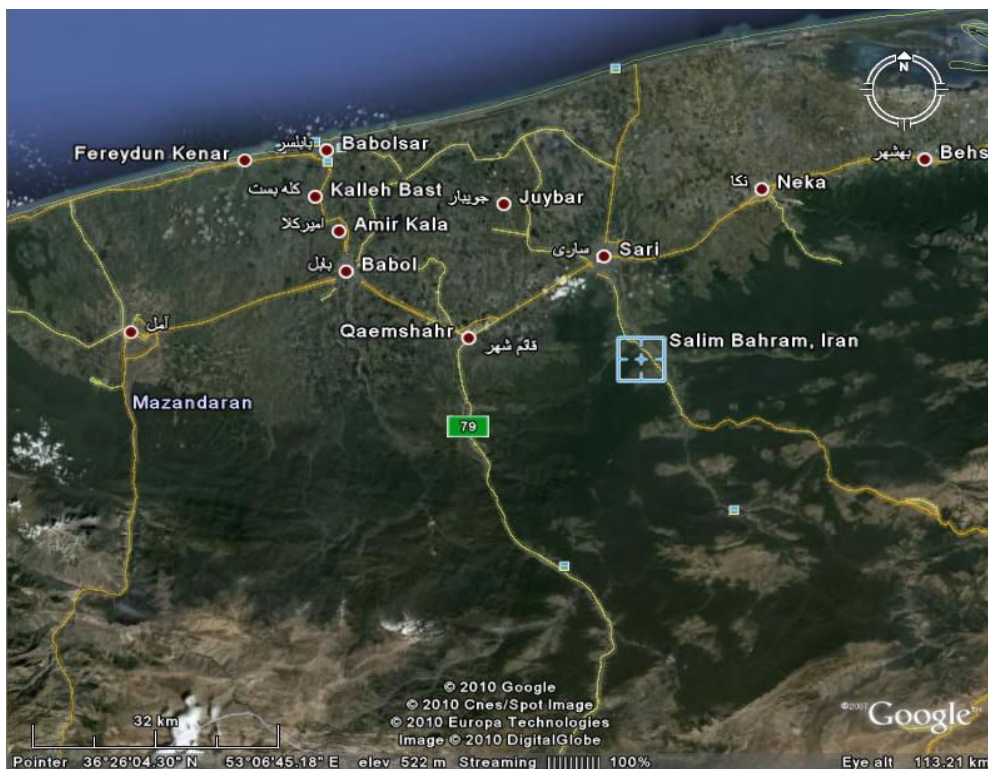 N
Fereydun Kenar
بابلسر Babolsar
بهشهر Behs
کله بست Kalleh Bast
نکا Neka
جویبار Juybar
امیرکلا Amir Kala
ساری Sari
بابل Babol
آمل
Qaemshahr قائم شهر
Salim Bahram, Iran
Mazandaran
79
© 2010 Google
© 2010 Cnes/Spot Image
© 2010 Europa Technologies
Image © 2010 DigitalGlobe
32 km
©2007 Google™
Pointer 36°26'04.30" N 53°06'45.18" E elev 522 m Streaming |||||||||| 100% Eye alt 113.21 km